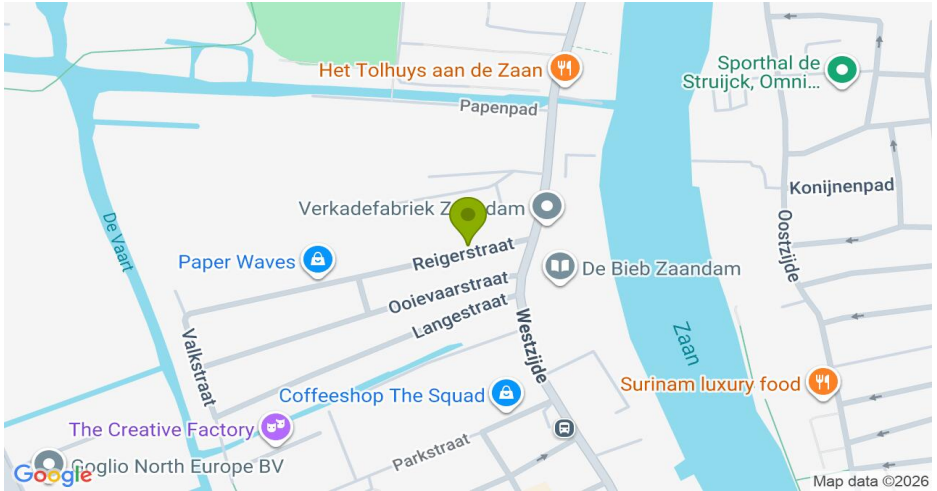 Het Tolhuys aan de Zaan
Sporthal de
Struijck, Omni...
Papenpad
Konijnenpad
Verkadefabriek Zaandam
Oostzijde
De Vaart
Reigerstraat
Paper Waves
De Bieb Zaandam
Ooievaarstraat
Langestraat
Westzijde
Zaan
Valkstraat
Surinam luxury food
Coffeeshop The Squad
The Creative Factory
Parkstraat
Goglio North Europe BV
Google
Map data ©2026